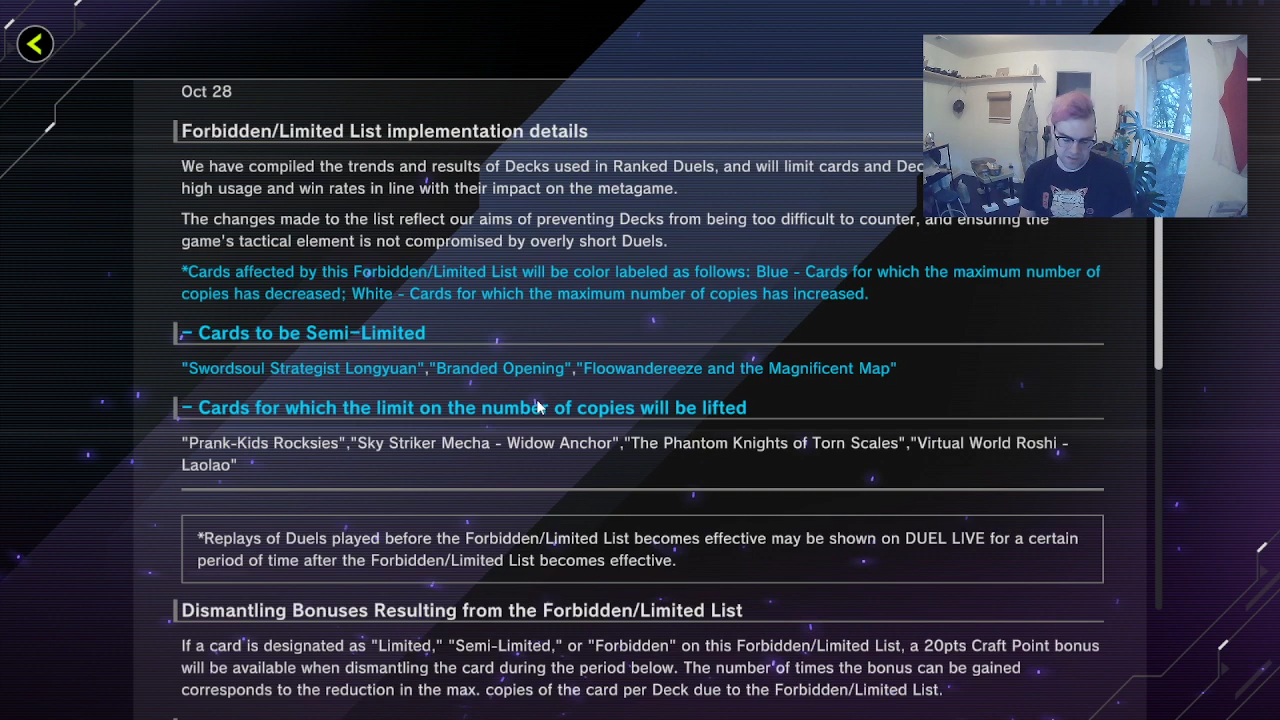 Oct 28
Forbidden/Limited List implementation details
We have compiled the trends and results of Decks used in Ranked Duels, and will limit cards and Dec
high usage and win rates in line with their impact on the metagame.
The changes made to the list reflect our aims of preventing Decks from being too difficult to counter, and ensuring the
game's tactical element is not compromised by overly short Duels.
*Cards affected by this Forbidden/Limited List will be color labeled as follows: Blue - Cards for which the maximum number of
copies has decreased; White - Cards for which the maximum number of copies has increased.
- Cards to be Semi-Limited
"Swordsoul Strategist Longyuan","Branded Opening","Floowandereeze and the Magnificent Map"
- Cards for which the limit on the number of copies will be lifted
"Prank-Kids Rocksies","Sky Striker Mecha - Widow Anchor","The Phantom Knights of Torn Scales","Virtual World Roshi -
Laolao"
*Replays of Duels played before the Forbidden/Limited List becomes effective may be shown on DUEL LIVE for a certain
period of time after the Forbidden/Limited List becomes effective.
Dismantling Bonuses Resulting from the Forbidden/Limited List
If a card is designated as "Limited," "Semi-Limited," or "Forbidden" on this Forbidden/Limited List, a 20pts Craft Point bonus
will be available when dismantling the card during the period below. The number of times the bonus can be gained
corresponds to the reduction in the max. copies of the card per Deck due to the Forbidden/Limited List.